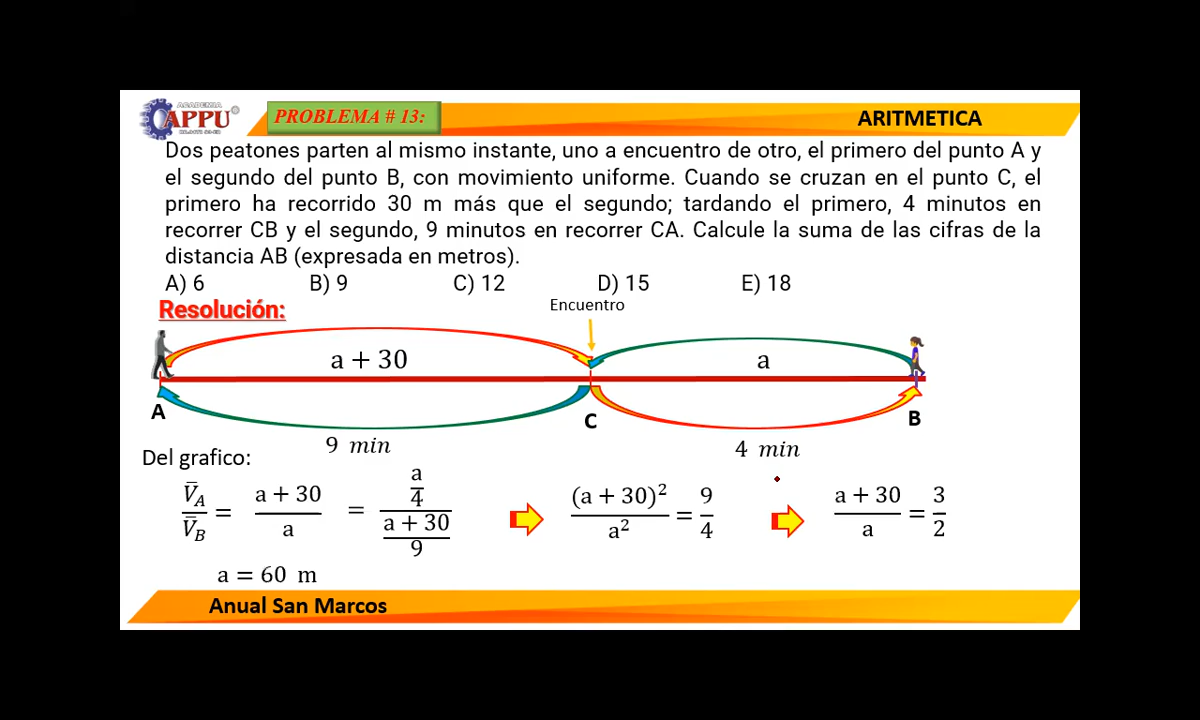 ACADEMIA
APPU
PROBLEMA # 13:
ARITMETICA
Dos peatones parten al mismo instante, uno a encuentro de otro, el primero del punto A y
el segundo del punto B, con movimiento uniforme. Cuando se cruzan en el punto C, el
primero ha recorrido 30 m más que el segundo; tardando el primero, 4 minutos en
recorrer CB y el segundo, 9 minutos en recorrer CA. Calcule la suma de las cifras de la
distancia AB (expresada en metros).
A) 6 B) 9 C) 12 D) 15 E) 18
Resolución:
Encuentro
a + 30
a
A
C
B
9 min
4 min
Del grafico:
V̄_A / V̄_B = (a + 30) / a = (a/4) / ((a + 30)/9) (a + 30)² / a² = 9/4 (a + 30) / a = 3/2
a = 60 m
Anual San Marcos